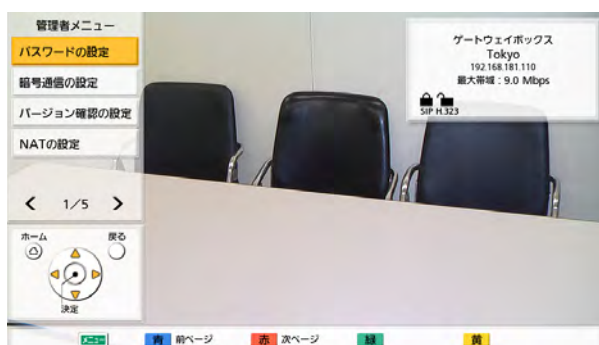 管理者メニュー
パスワードの設定
暗号通信の設定
バージョン確認の設定
NATの設定
1/5
ホーム
戻る
決定
ゲートウェイボックス
Tokyo
192.168.181.110
最大帯域：9.0 Mbps
SIP H.323
メニュー
青 前ページ
赤 次ページ
緑
黄